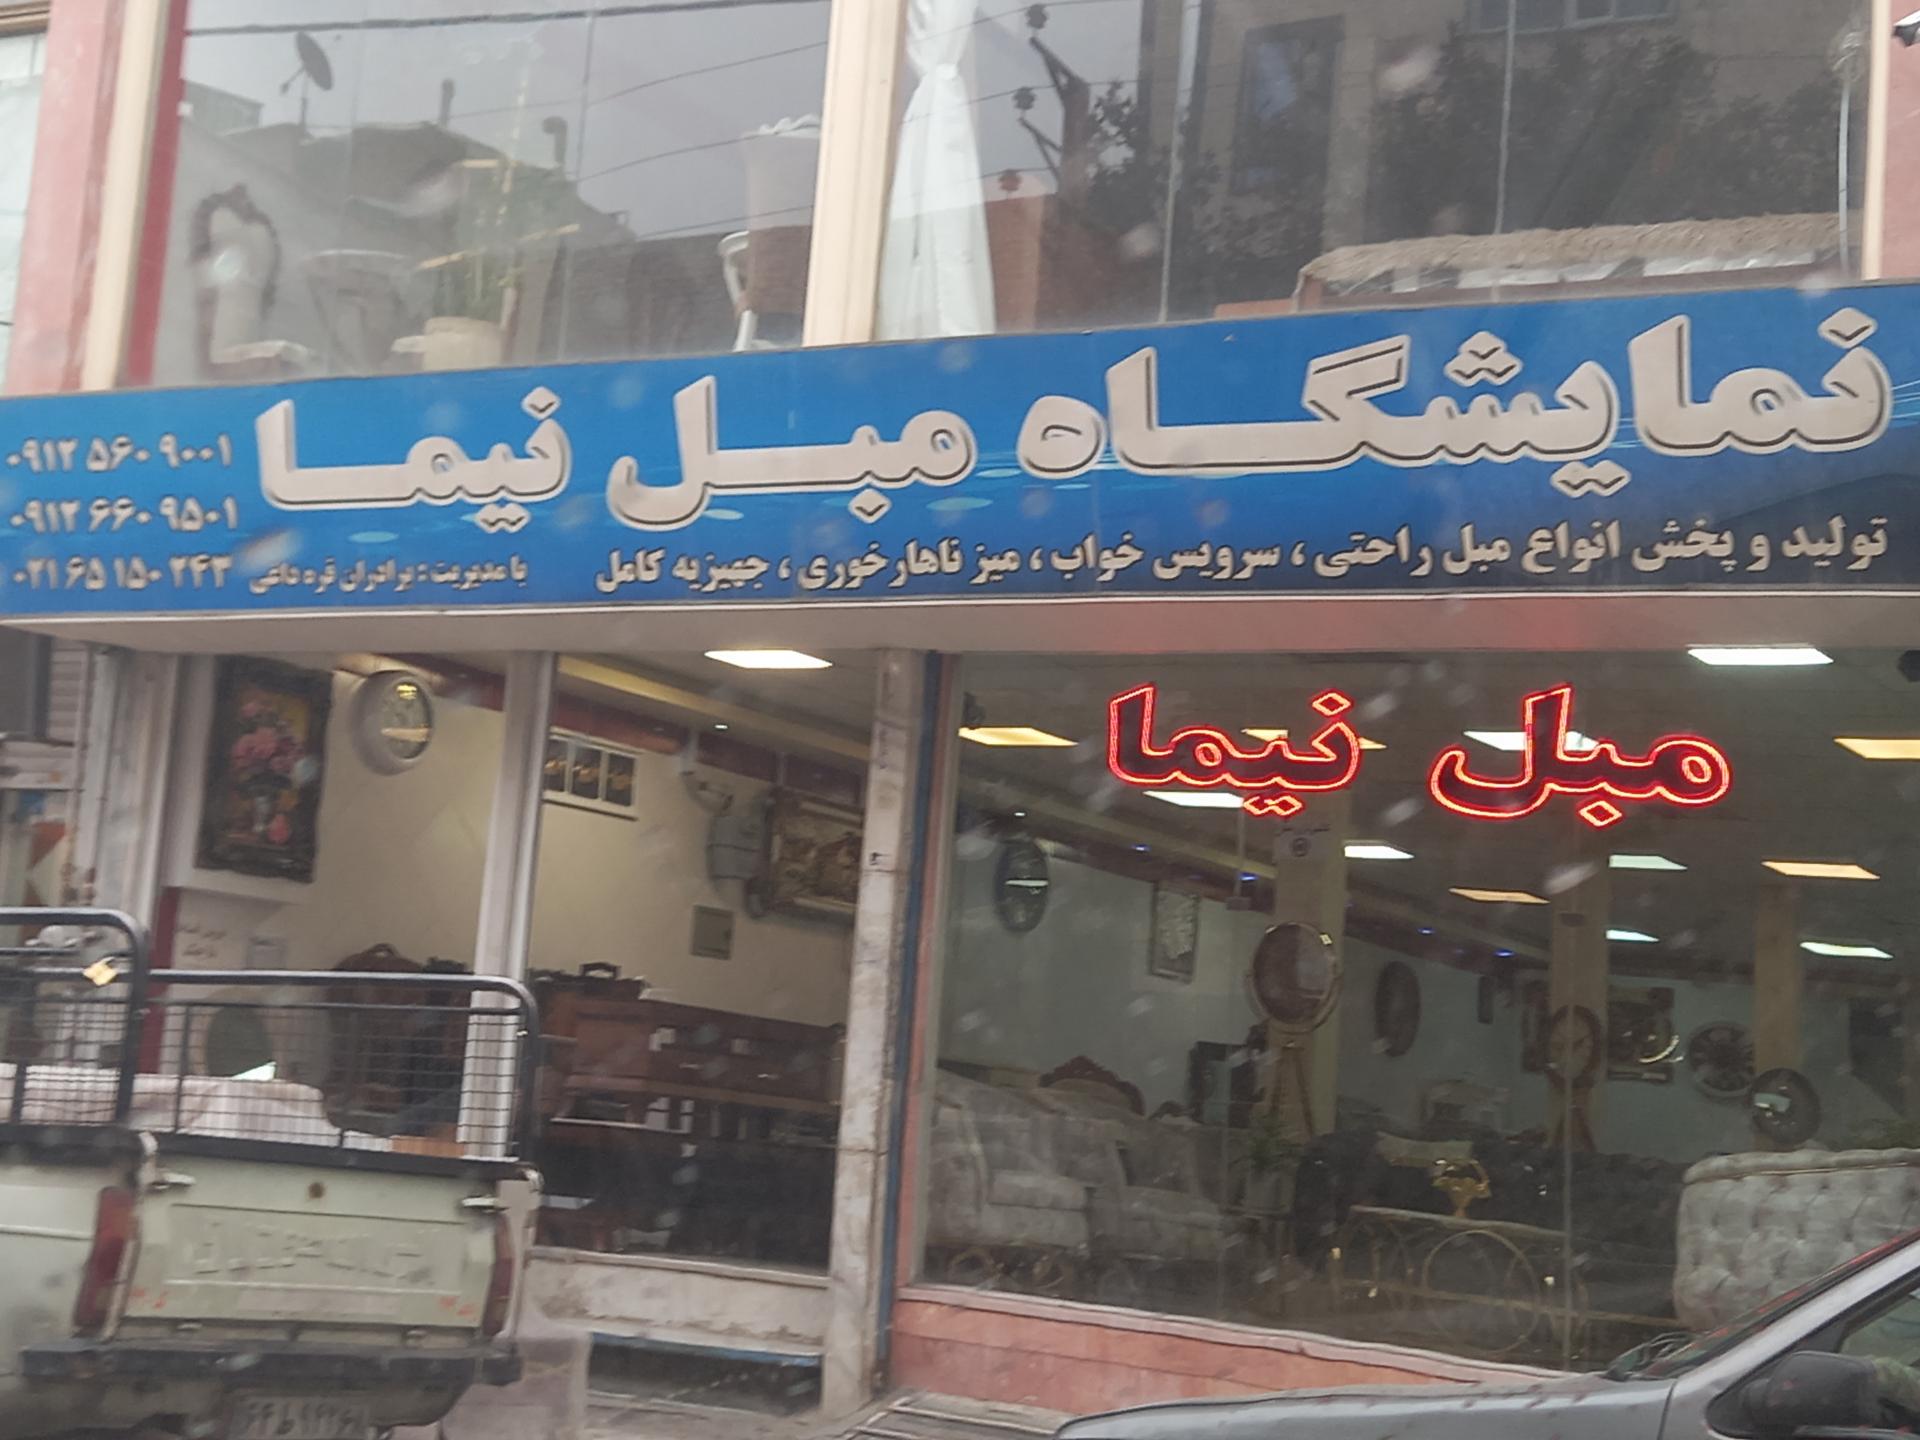 نمایشگاه مبل نیما
تولید و پخش انواع مبل راحتی ، سرویس خواب ، میز ناهارخوری ، جهیزیه کامل
با مدیریت : برادران قره داغی
۰۹۱۲ ۵۶۰ ۹۰۰۱
۰۹۱۲ ۶۶۰ ۹۵۰۱
۰۲۱ ۶۵ ۱۵۰ ۲۴۳
مبل نیما